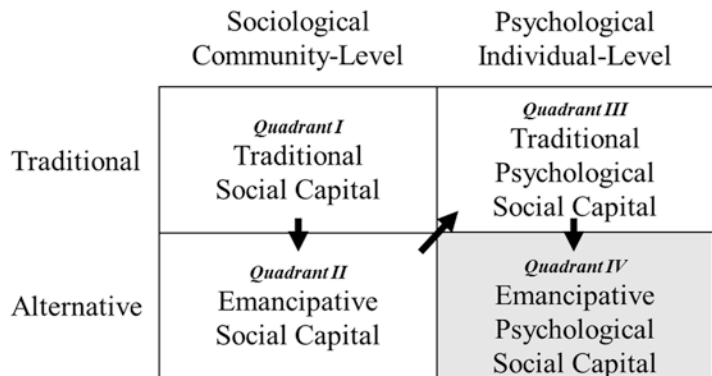 Sociological
Community-Level
Psychological
Individual-Level
Traditional
Quadrant I
Traditional
Social Capital
Quadrant III
Traditional
Psychological
Social Capital
Alternative
Quadrant II
Emancipative
Social Capital
Quadrant IV
Emancipative
Psychological
Social Capital